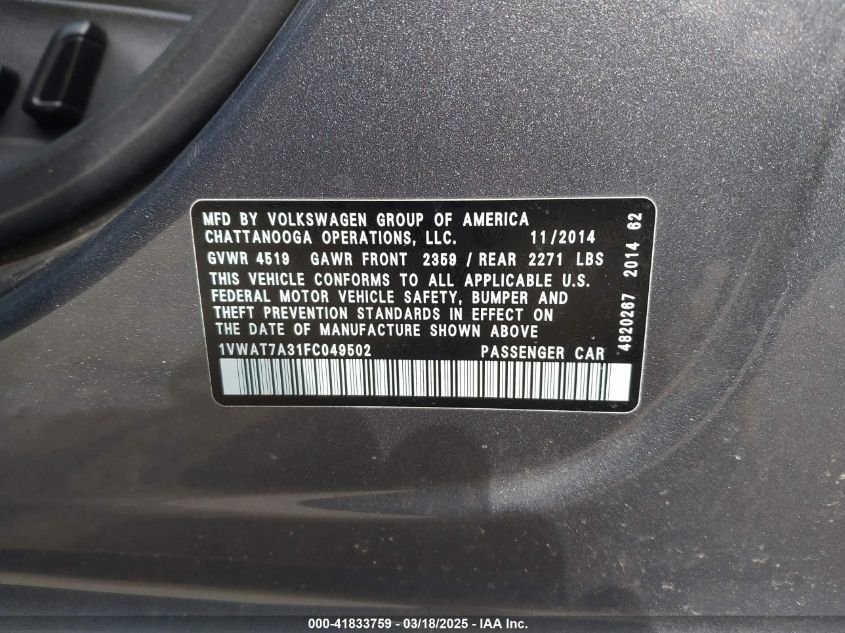 MFD BY VOLKSWAGEN GROUP OF AMERICA
CHATTANOOGA OPERATIONS, LLC. 11/2014
GVWR 4519 GAWR FRONT 2359 / REAR 2271 LBS
THIS VEHICLE CONFORMS TO ALL APPLICABLE U.S.
FEDERAL MOTOR VEHICLE SAFETY, BUMPER AND
THEFT PREVENTION STANDARDS IN EFFECT ON
THE DATE OF MANUFACTURE SHOWN ABOVE
1VWAT7A31FC049502 PASSENGER CAR
4820267 2014 62
000-41833759 - 03/18/2025 - IAA Inc.